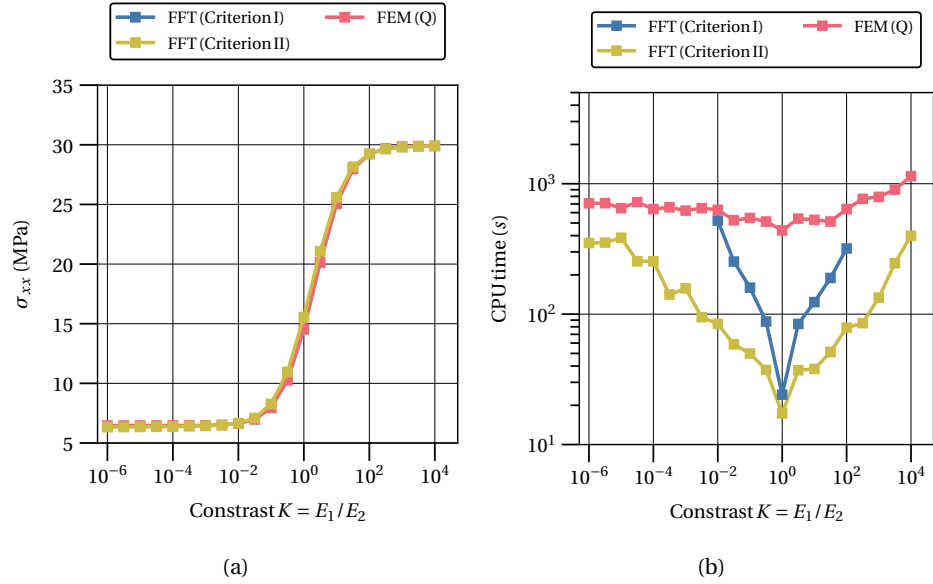 FFT (Criterion I)
FEM (Q)
FFT (Criterion II)
35
30
25
20
15
10
5
σxx (MPa)
10⁻⁶
10⁻⁴
10⁻²
10⁰
10²
10⁴
Constrast K = E₁/E₂
(a)
FFT (Criterion I)
FEM (Q)
FFT (Criterion II)
10³
10²
10¹
CPU time (s)
10⁻⁶
10⁻⁴
10⁻²
10⁰
10²
10⁴
Constrast K = E₁/E₂
(b)